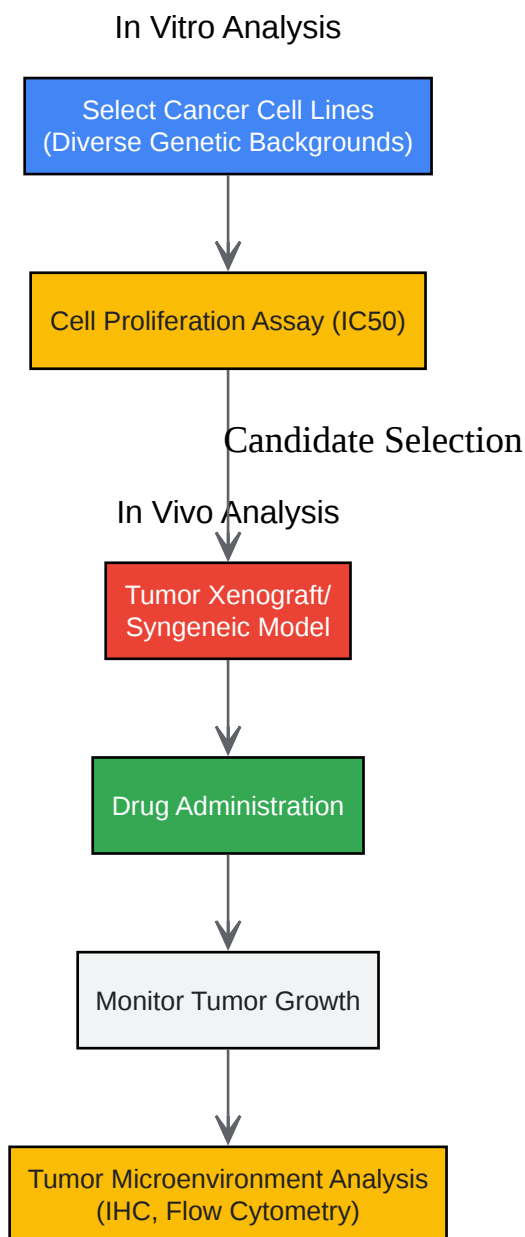 In Vitro Analysis
Select Cancer Cell Lines
(Diverse Genetic Backgrounds)
Cell Proliferation Assay (IC50)
Candidate Selection
In Vivo Analysis
Tumor Xenograft/
Syngeneic Model
Drug Administration
Monitor Tumor Growth
Tumor Microenvironment Analysis
(IHC, Flow Cytometry)